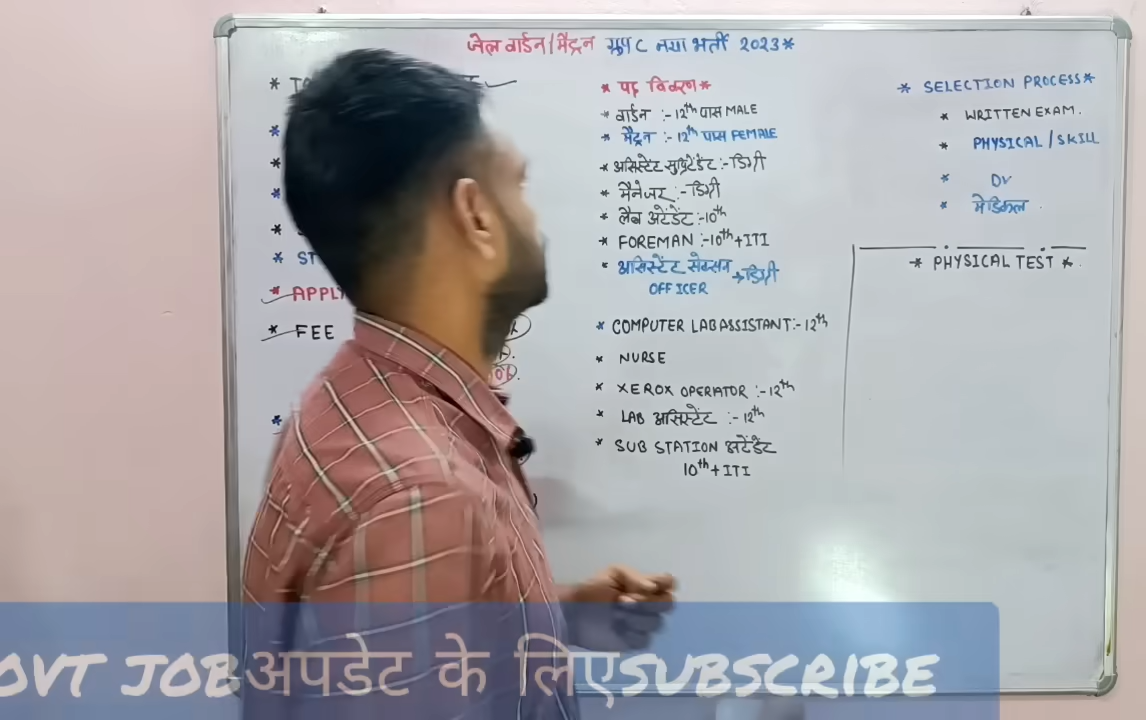 जेल वार्डन/मैट्रन ग्रुप C नया भर्ती 2023*
*
*
*
*
*
* ST
* APPL
* FEE
*
* पद विवरण *
* वार्डन :- 12th पास MALE
* मैट्रन :- 12th पास FEMALE
* असिस्टेंट सुप्रिटेंडेंट :- डिग्री
* मैनेजर :- डिग्री
* लैब अटेंडेंट :- 10th
* FOREMAN :- 10th + ITI
* असिस्टेंट सेक्सन → डिग्री
OFFICER
* COMPUTER LAB ASSISTANT :- 12th
* NURSE
* XEROX OPERATOR :- 12th
* LAB असिस्टेंट :- 12th
* SUB STATION अटेंडेंट
10th + ITI
* SELECTION PROCESS *
* WRITTEN EXAM.
* PHYSICAL / SKILL
* DV
* मेडिकल .
* PHYSICAL TEST *
OVT JOB अपडेट के लिए SUBSCRIBE